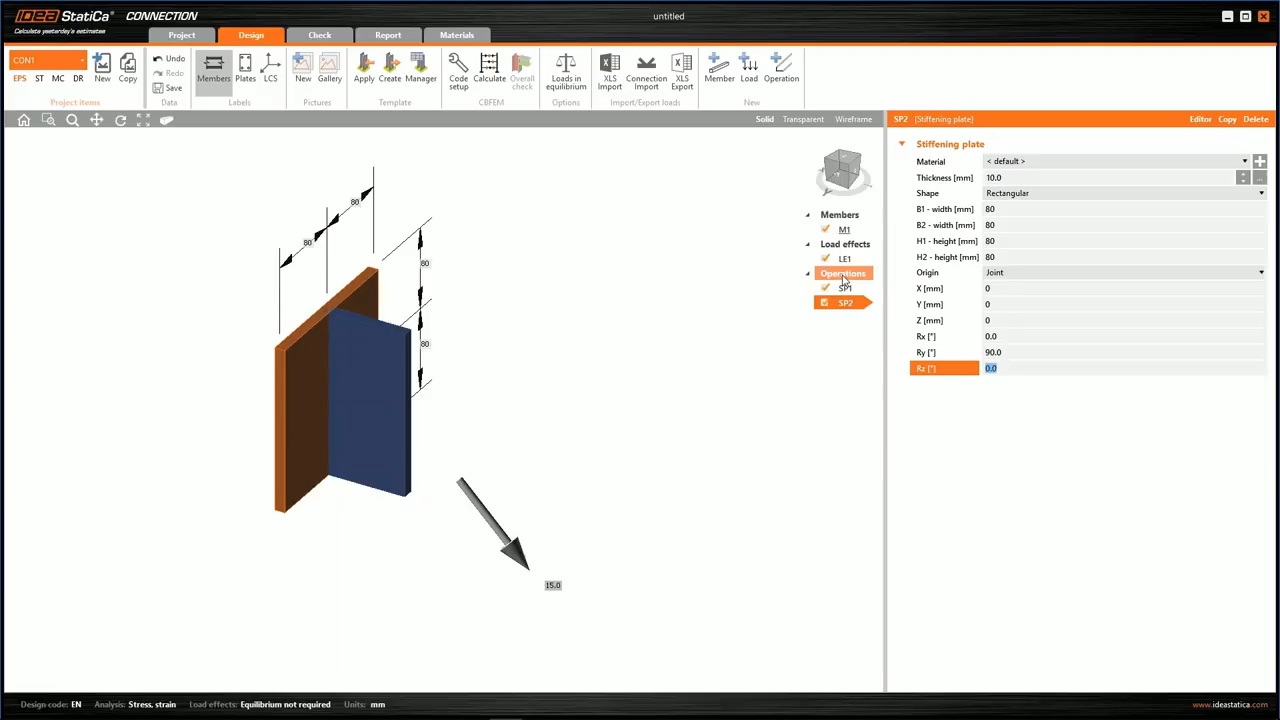 IDEA StatiCa® CONNECTION
Calculate yesterday's estimates
untitled
Project Design Check Report Materials
CON1
EPS ST MC DR
New Copy
Undo
Redo
Save
Members Plates LCS
New Gallery
Apply Create Manager
Code setup
Calculate
Overall check
Loads in equilibrium
XLS Import
Connection Import
XLS Export
Member Load Operation
Project items Data Labels Pictures Template CBFEM Options Import/Export loads New
Solid Transparent Wireframe
SP2 [Stiffening plate] Editor Copy Delete
Stiffening plate
Material < default >
Thickness [mm] 10.0 ...
Shape Rectangular
B1 - width [mm] 80
B2 - width [mm] 80
H1 - height [mm] 80
H2 - height [mm] 80
Origin Joint
X [mm] 0
Y [mm] 0
Z [mm] 0
Rx [°] 0.0
Ry [°] 90.0
Rz [°] 0.0
Members
M1
Load effects
LE1
Operations
SP1
SP2
80
80
80
80
15.0
Design code: EN Analysis: Stress, strain Load effects: Equilibrium not required Units: mm
www.ideastatica.com